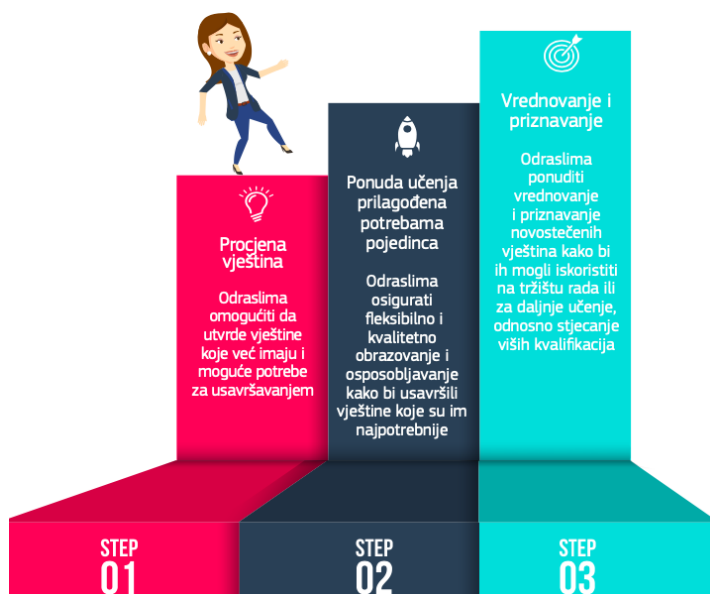 Procjena
vještina
Odraslima
omogućiti da
utvrde vještine
koje već imaju i
moguće potrebe
za usavršavanjem
STEP
01
Ponuda učenja
prilagođena
potrebama
pojedinca
Odraslima
osigurati
fleksibilno i
kvalitetno
obrazovanje i
osposobljavanje
kako bi usavršili
vještine koje su im
najpotrebnije
STEP
02
Vrednovanje i
priznavanje
Odraslima
ponuditi
vrednovanje
i priznavanje
novostečenih
vještina kako bi
ih mogli iskoristiti
na tržištu rada ili
za daljnje učenje,
odnosno stjecanje
viših kvalifikacija
STEP
03